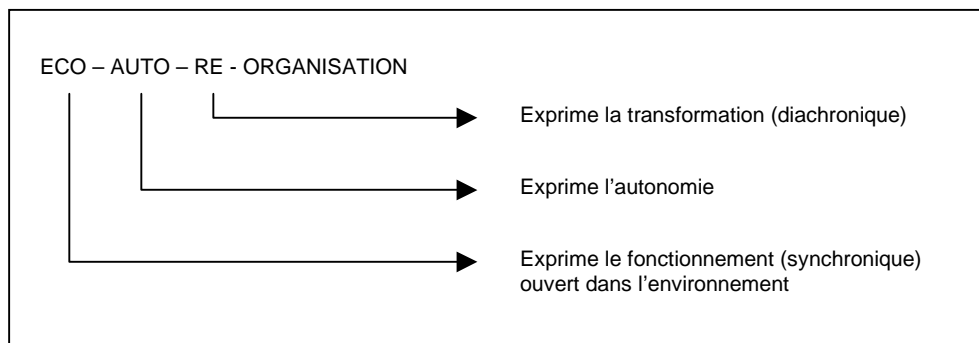 ECO – AUTO – RE - ORGANISATION
Exprime la transformation (diachronique)
Exprime l’autonomie
Exprime le fonctionnement (synchronique)
ouvert dans l’environnement